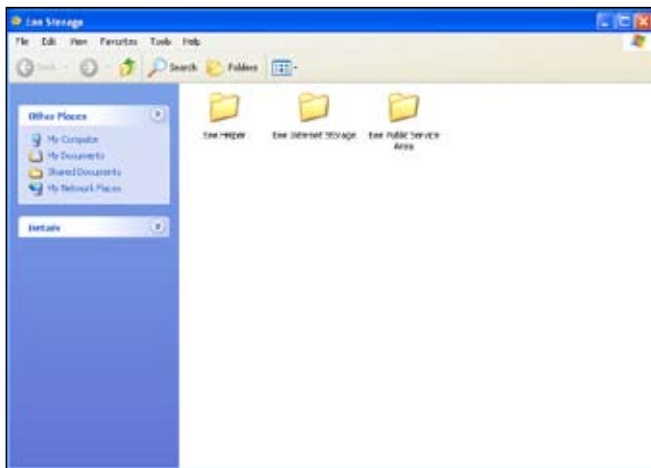 Eee Storage
File Edit View Favorites Tools Help
Back Search Folders
Other Places
My Computer
My Documents
Shared Documents
My Network Places
Details
Eee Helper
Eee Internet Storage
Eee Public Service
Area